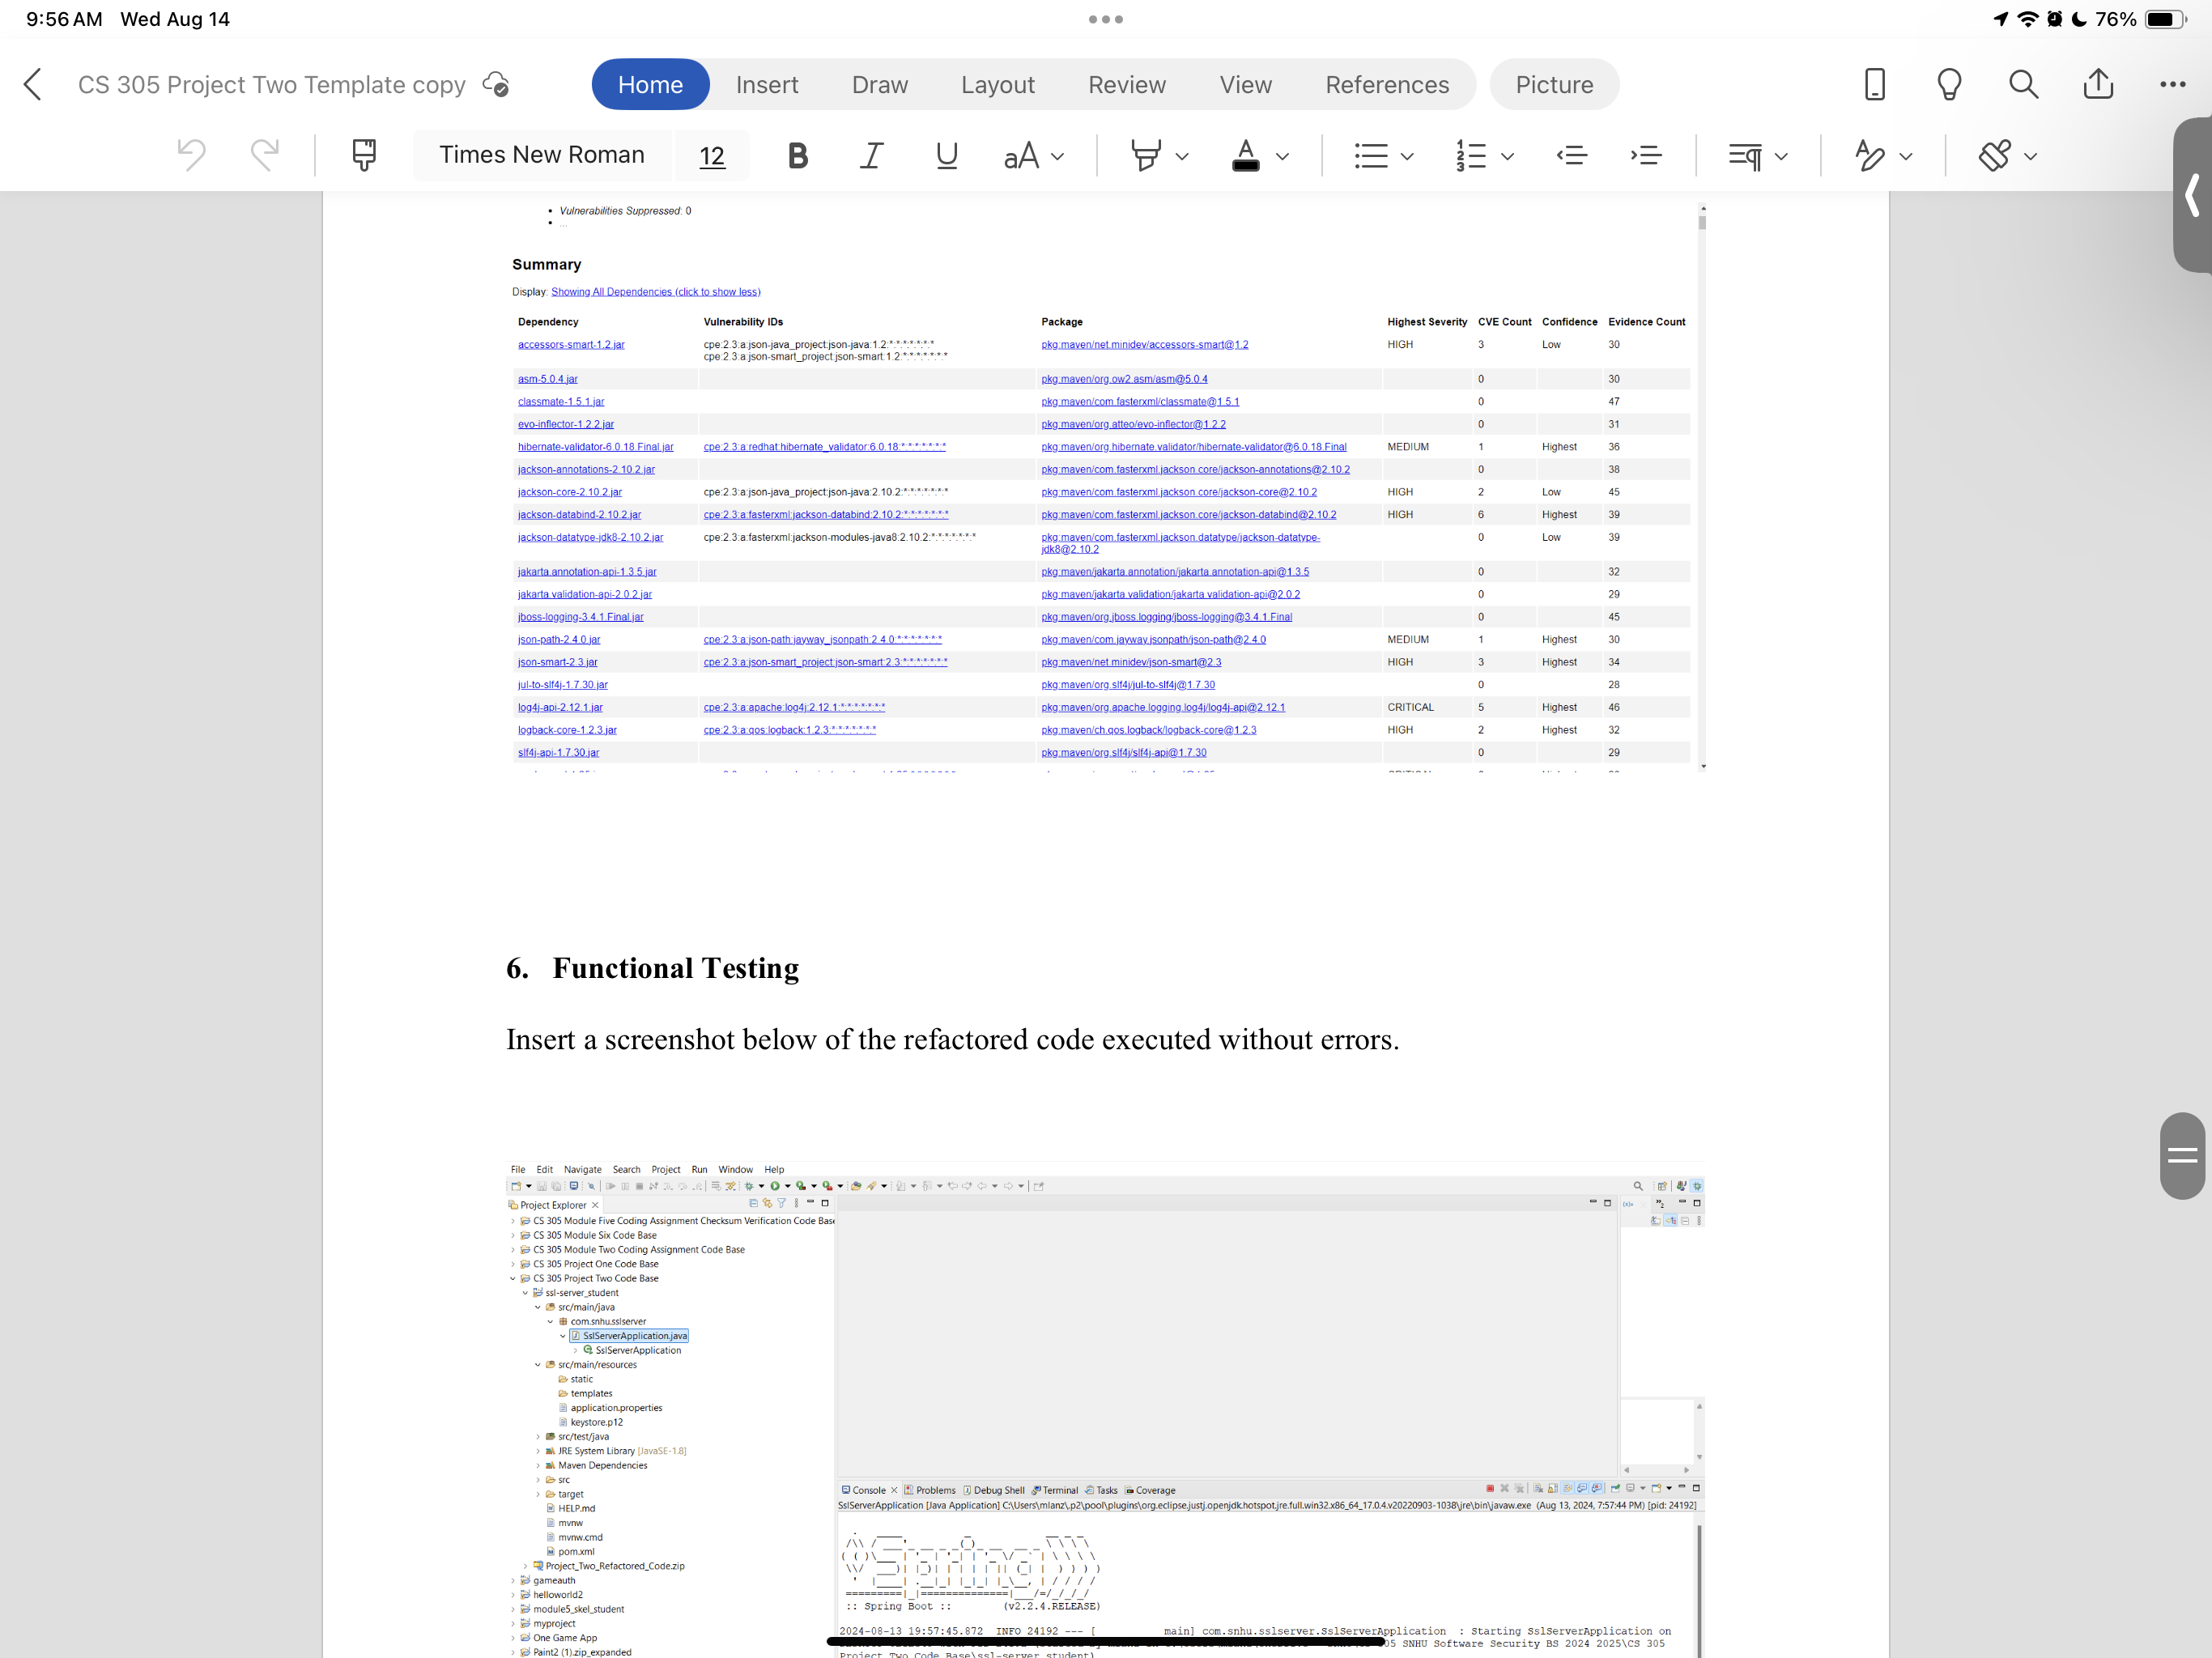 9:56 AM Wed Aug 14 76%
CS 305 Project Two Template copy Home Insert Draw Layout Review View References Picture
Times New Roman 12 B I U aA A
• Vulnerabilities Suppressed: 0
• ...
Summary
Display: Showing All Dependencies (click to show less)
Dependency Vulnerability IDs Package Highest Severity CVE Count Confidence Evidence Count
accessors-smart-1.2.jar cpe:2.3:a:json-java_project:json-java:1.2:*:*:*:*:*:*:* pkg:maven/net.minidev/accessors-smart@1.2 HIGH 3 Low 30
cpe:2.3:a:json-smart_project:json-smart:1.2:*:*:*:*:*:*:*
asm-5.0.4.jar pkg:maven/org.ow2.asm/asm@5.0.4 0 30
classmate-1.5.1.jar pkg:maven/com.fasterxml/classmate@1.5.1 0 47
evo-inflector-1.2.2.jar pkg:maven/org.atteo/evo-inflector@1.2.2 0 31
hibernate-validator-6.0.18.Final.jar cpe:2.3:a:redhat:hibernate_validator:6.0.18:*:*:*:*:*:*:* pkg:maven/org.hibernate.validator/hibernate-validator@6.0.18.Final MEDIUM 1 Highest 36
jackson-annotations-2.10.2.jar pkg:maven/com.fasterxml.jackson.core/jackson-annotations@2.10.2 0 38
jackson-core-2.10.2.jar cpe:2.3:a:json-java_project:json-java:2.10.2:*:*:*:*:*:*:* pkg:maven/com.fasterxml.jackson.core/jackson-core@2.10.2 HIGH 2 Low 45
jackson-databind-2.10.2.jar cpe:2.3:a:fasterxml:jackson-databind:2.10.2:*:*:*:*:*:*:* pkg:maven/com.fasterxml.jackson.core/jackson-databind@2.10.2 HIGH 6 Highest 39
jackson-datatype-jdk8-2.10.2.jar cpe:2.3:a:fasterxml:jackson-modules-java8:2.10.2:*:*:*:*:*:*:* pkg:maven/com.fasterxml.jackson.datatype/jackson-datatype- 0 Low 39
jdk8@2.10.2
jakarta.annotation-api-1.3.5.jar pkg:maven/jakarta.annotation/jakarta.annotation-api@1.3.5 0 32
jakarta.validation-api-2.0.2.jar pkg:maven/jakarta.validation/jakarta.validation-api@2.0.2 0 29
jboss-logging-3.4.1.Final.jar pkg:maven/org.jboss.logging/jboss-logging@3.4.1.Final 0 45
json-path-2.4.0.jar cpe:2.3:a:json-path:jayway_jsonpath:2.4.0:*:*:*:*:*:*:* pkg:maven/com.jayway.jsonpath/json-path@2.4.0 MEDIUM 1 Highest 30
json-smart-2.3.jar cpe:2.3:a:json-smart_project:json-smart:2.3:*:*:*:*:*:*:* pkg:maven/net.minidev/json-smart@2.3 HIGH 3 Highest 34
jul-to-slf4j-1.7.30.jar pkg:maven/org.slf4j/jul-to-slf4j@1.7.30 0 28
log4j-api-2.12.1.jar cpe:2.3:a:apache:log4j:2.12.1:*:*:*:*:*:*:* pkg:maven/org.apache.logging.log4j/log4j-api@2.12.1 CRITICAL 5 Highest 46
logback-core-1.2.3.jar cpe:2.3:a:qos:logback:1.2.3:*:*:*:*:*:*:* pkg:maven/ch.qos.logback/logback-core@1.2.3 HIGH 2 Highest 32
slf4j-api-1.7.30.jar pkg:maven/org.slf4j/slf4j-api@1.7.30 0 29
6. Functional Testing
Insert a screenshot below of the refactored code executed without errors.
File Edit Navigate Search Project Run Window Help
Project Explorer
CS 305 Module Five Coding Assignment Checksum Verification Code Base
CS 305 Module Six Code Base
CS 305 Module Two Coding Assignment Code Base
CS 305 Project One Code Base
CS 305 Project Two Code Base
ssl-server_student
src/main/java
com.snhu.sslserver
SslServerApplication.java
SslServerApplication
src/main/resources
static
templates
application.properties
keystore.p12
src/test/java
JRE System Library [JavaSE-1.8]
Maven Dependencies
src
target
HELP.md
mvnw
mvnw.cmd
pom.xml
Project_Two_Refactored_Code.zip
gameauth
helloworld2
module5_skel_student
myproject
One Game App
Paint2 (1).zip_expanded
Console Problems Debug Shell Terminal Tasks Coverage
SslServerApplication [Java Application] C:\Users\mlanz\.p2\pool\plugins\org.eclipse.justj.openjdk.hotspot.jre.full.win32.x86_64_17.0.4.v20220903-1038\jre\bin\javaw.exe (Aug 13, 2024, 7:57:44 PM) [pid: 24192]
:: Spring Boot :: (v2.2.4.RELEASE)
2024-08-13 19:57:45.872 INFO 24192 --- [ main] com.snhu.sslserver.SslServerApplication : Starting SslServerApplication on
05 SNHU Software Security BS 2024 2025\CS 305
Project Two Code Base\ssl-server_student)